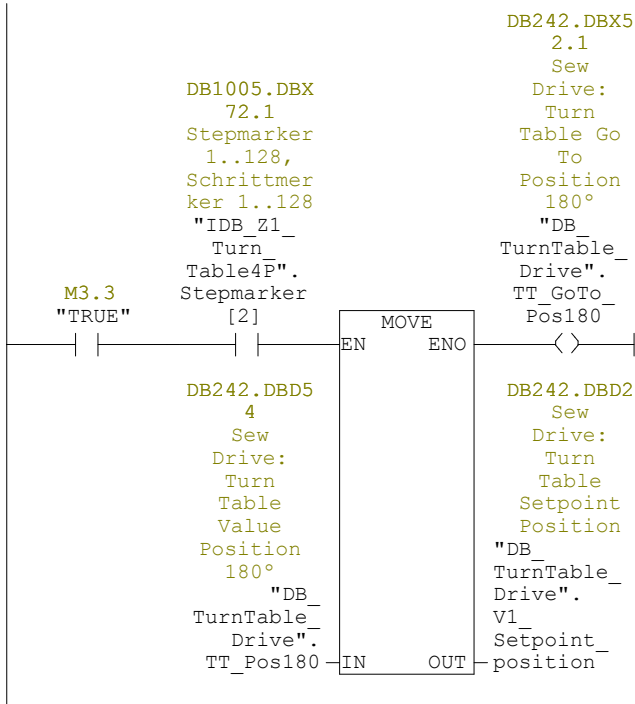 DB242.DBX5
2.1
Sew
Drive:
Turn
Table Go
To
Position
180°
"DB_
TurnTable_
Drive".
TT_GoTo_
Pos180
DB1005.DBX
72.1
Stepmarker
1..128,
Schrittmer
ker 1..128
"IDB_Z1_
Turn_
Table4P".
Stepmarker
[2]
M3.3
"TRUE"
MOVE
EN ENO
DB242.DBD5
4
Sew
Drive:
Turn
Table
Value
Position
180°
"DB_
TurnTable_
Drive".
TT_Pos180
IN OUT
DB242.DBD2
Sew
Drive:
Turn
Table
Setpoint
Position
"DB_
TurnTable_
Drive".
V1_
Setpoint_
position